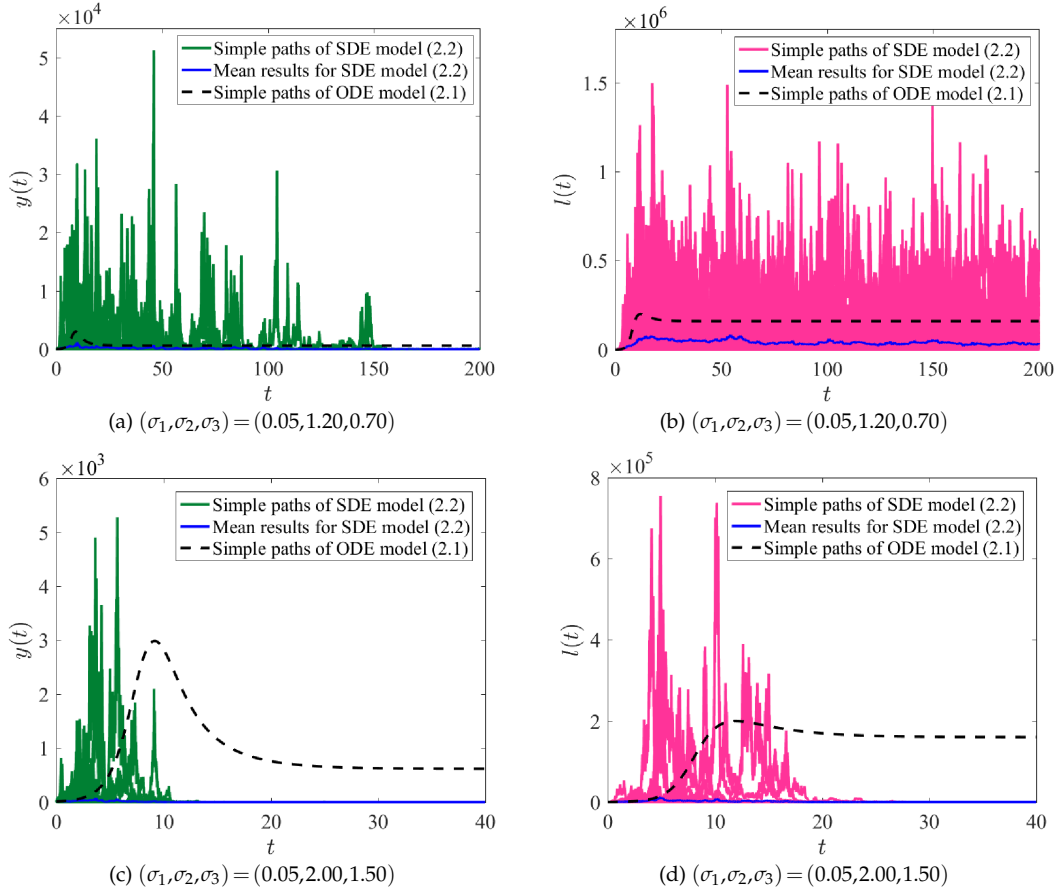 ×10⁴
5
4
3
2
1
0
y(t)
Simple paths of SDE model (2.2)
Mean results for SDE model (2.2)
Simple paths of ODE model (2.1)
0 50 100 150 200
t
(a) (σ₁,σ₂,σ₃) = (0.05,1.20,0.70)
×10⁶
1.5
1
0.5
0
l(t)
Simple paths of SDE model (2.2)
Mean results for SDE model (2.2)
Simple paths of ODE model (2.1)
0 50 100 150 200
t
(b) (σ₁,σ₂,σ₃) = (0.05,1.20,0.70)
×10³
6
5
4
3
2
1
0
y(t)
Simple paths of SDE model (2.2)
Mean results for SDE model (2.2)
Simple paths of ODE model (2.1)
0 10 20 30 40
t
(c) (σ₁,σ₂,σ₃) = (0.05,2.00,1.50)
×10⁵
8
6
4
2
0
l(t)
Simple paths of SDE model (2.2)
Mean results for SDE model (2.2)
Simple paths of ODE model (2.1)
0 10 20 30 40
t
(d) (σ₁,σ₂,σ₃) = (0.05,2.00,1.50)